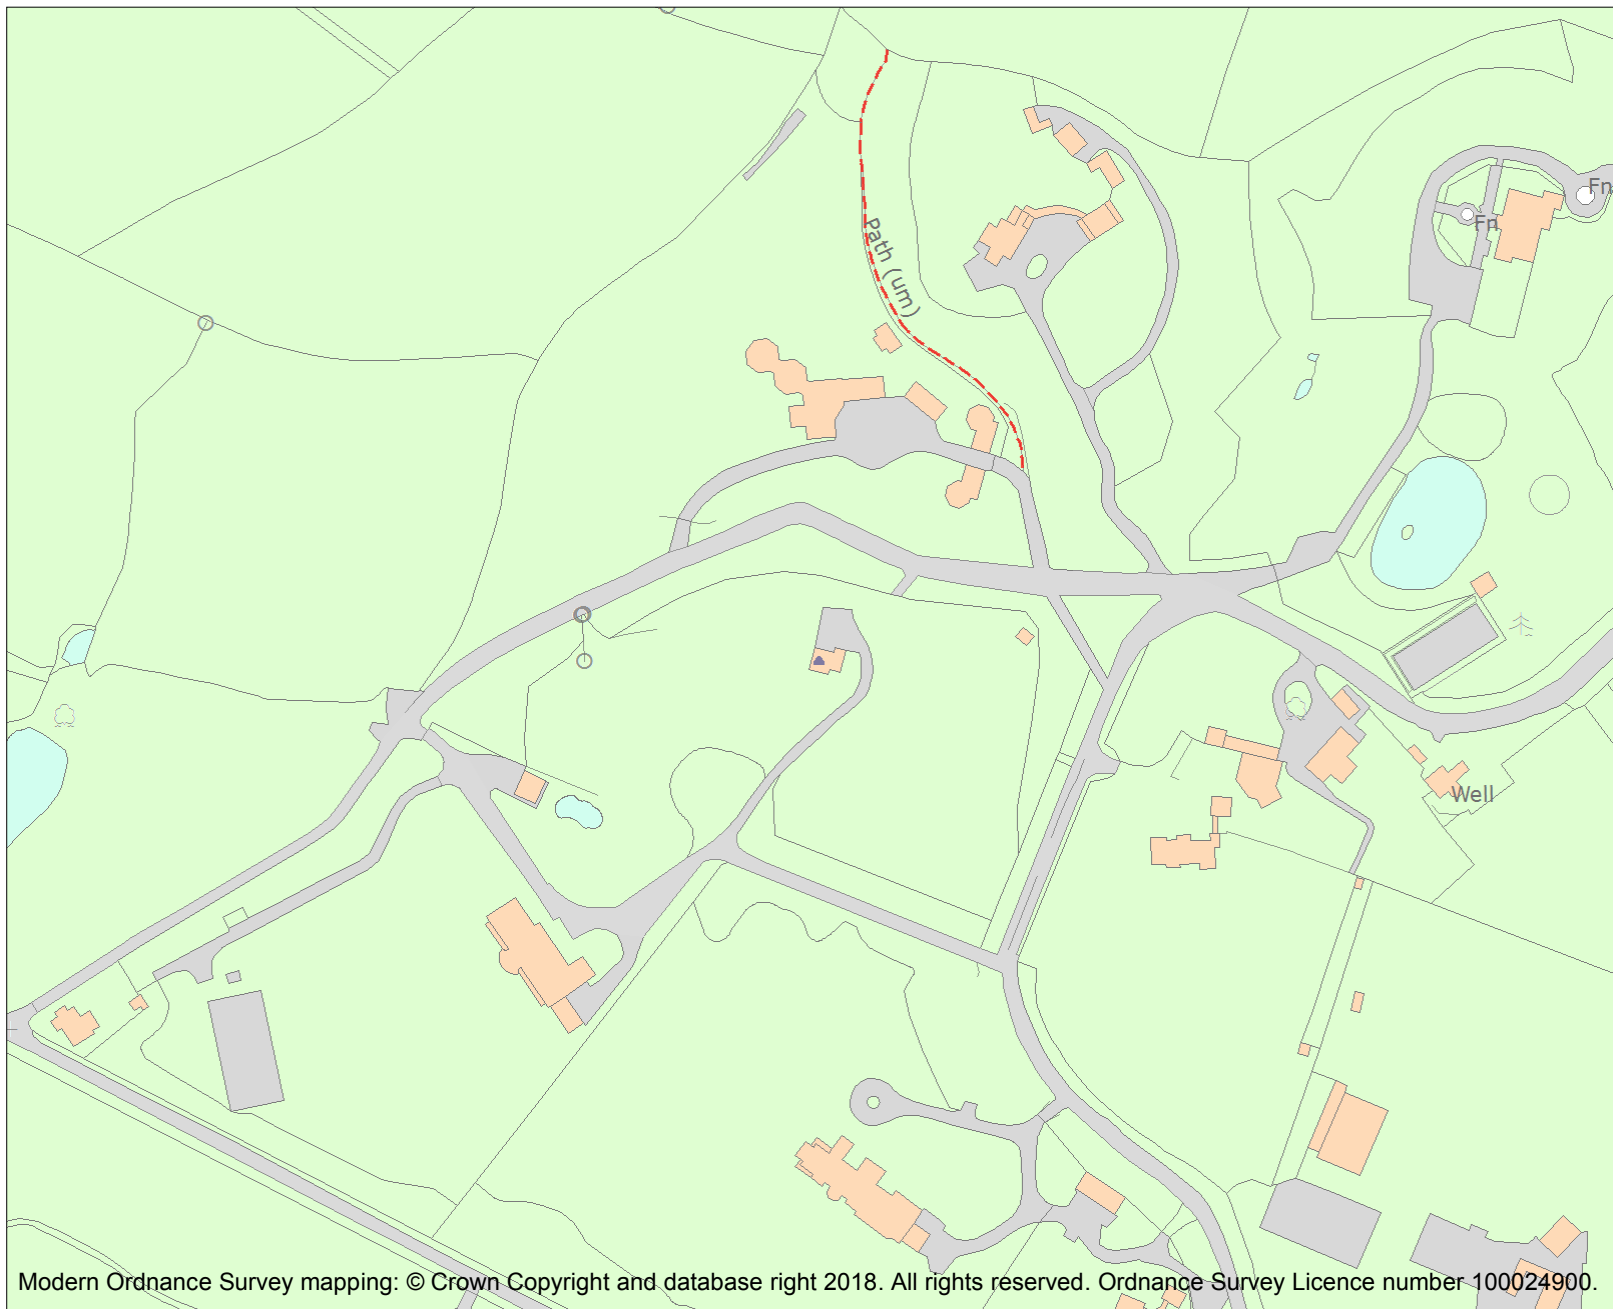 Fn
Fn
Path (um)
Well
Modern Ordnance Survey mapping: © Crown Copyright and database right 2018. All rights reserved. Ordnance Survey Licence number 100024900.